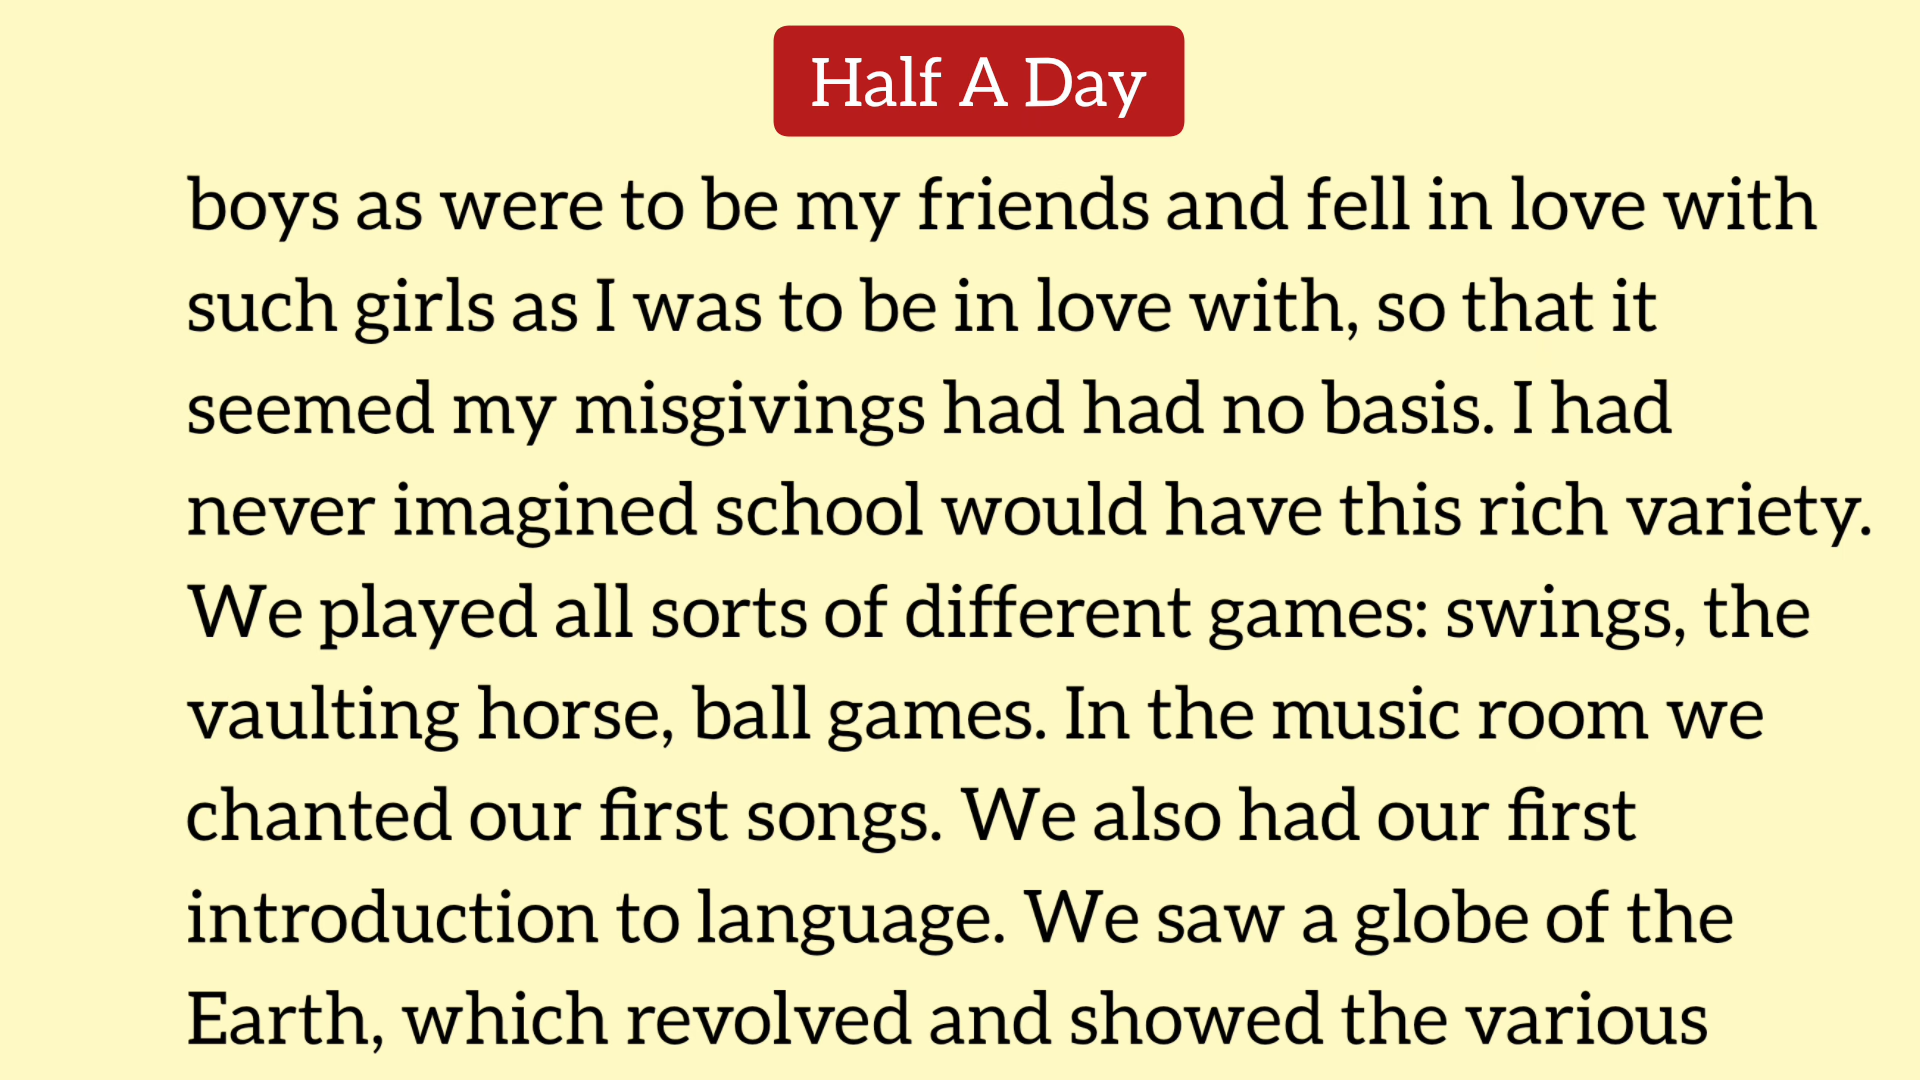 Half A Day
boys as were to be my friends and fell in love with
such girls as I was to be in love with, so that it
seemed my misgivings had had no basis. I had
never imagined school would have this rich variety.
We played all sorts of different games: swings, the
vaulting horse, ball games. In the music room we
chanted our first songs. We also had our first
introduction to language. We saw a globe of the
Earth, which revolved and showed the various